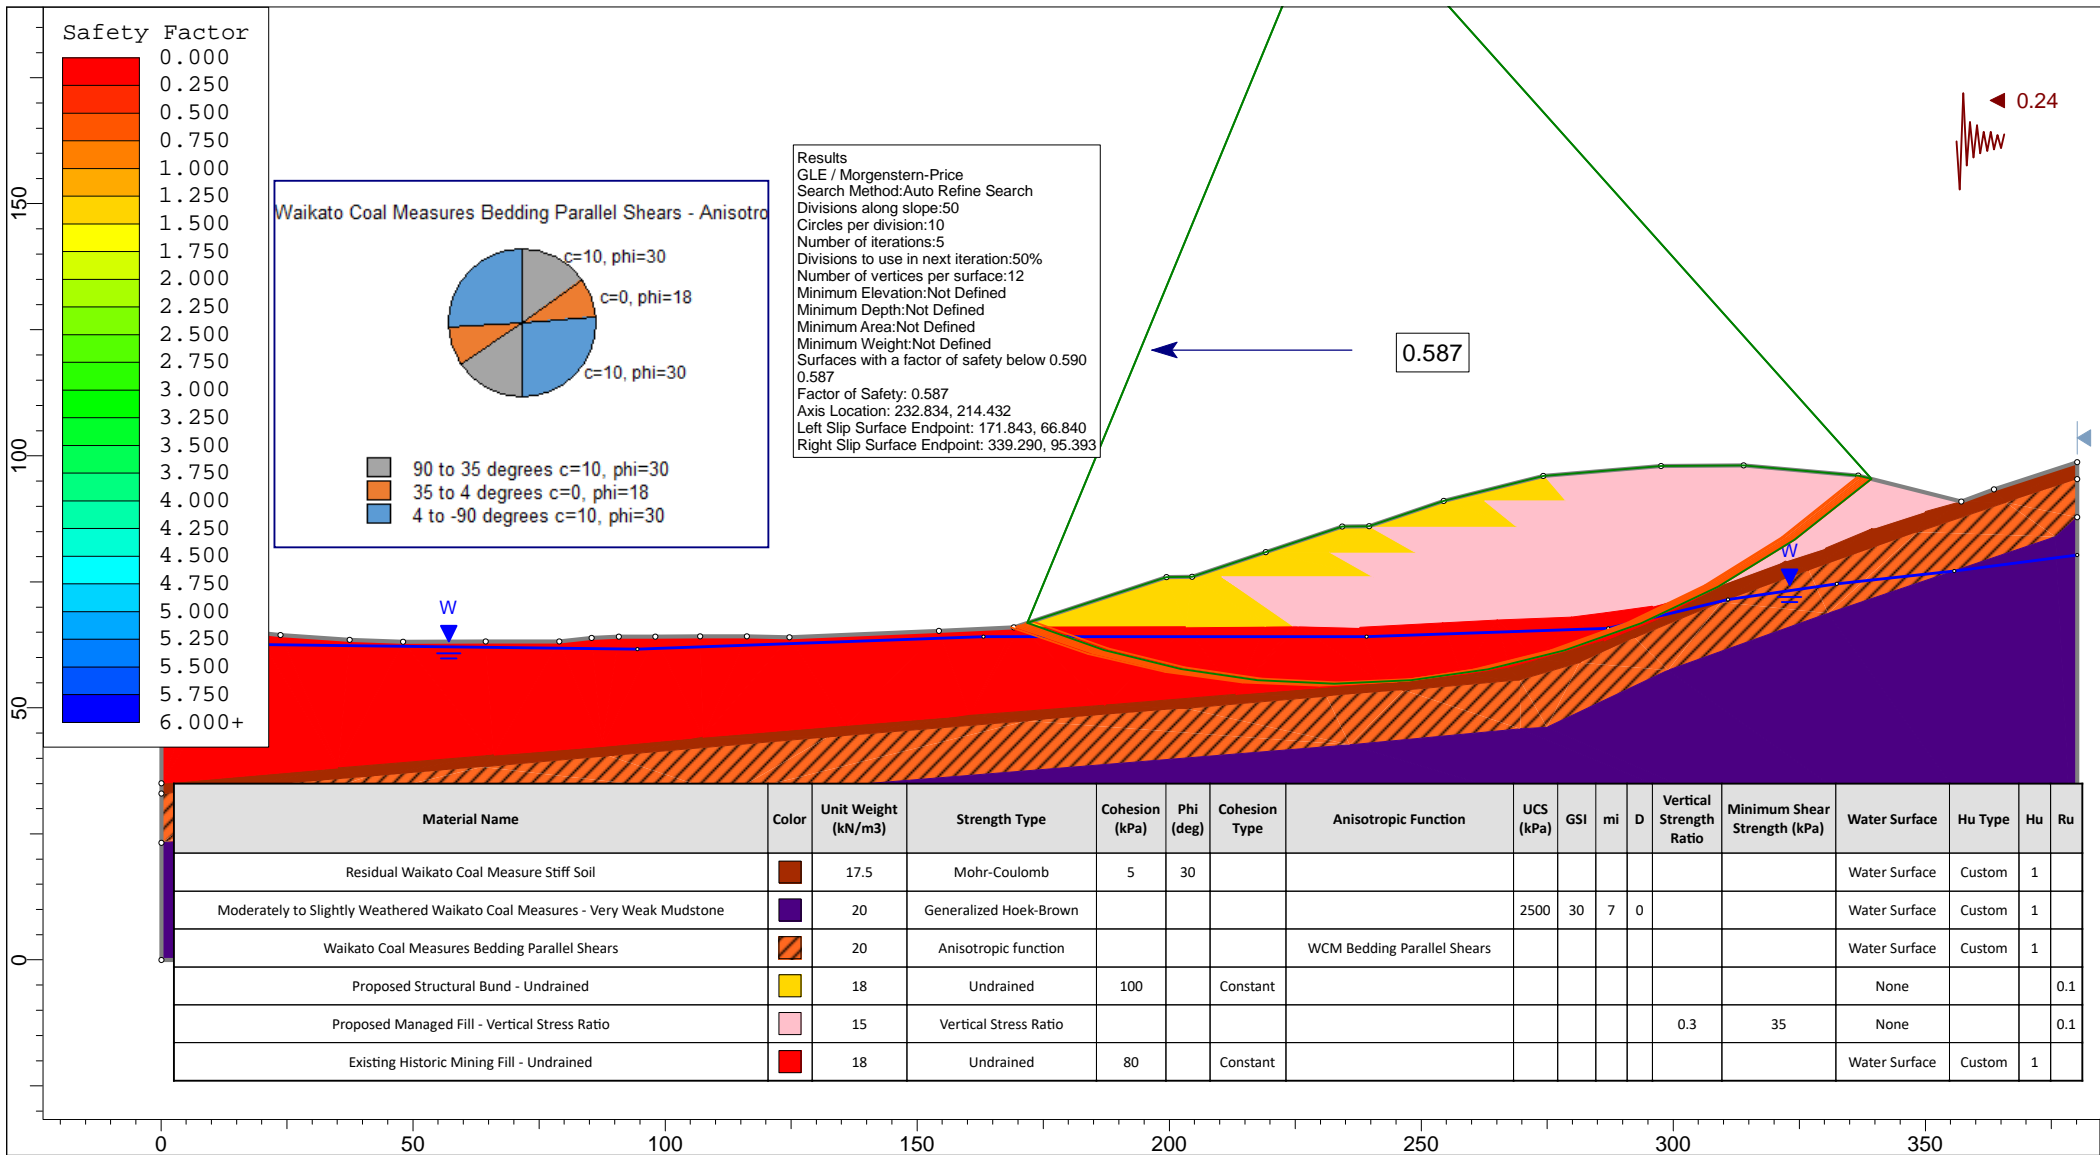 Safety Factor
0.000
0.250
0.500
0.750
1.000
1.250
1.500
1.750
2.000
2.250
2.500
2.750
3.000
3.250
3.500
3.750
4.000
4.250
4.500
4.750
5.000
5.250
5.500
5.750
6.000+
Waikato Coal Measures Bedding Parallel Shears - Anisotro
c=10, phi=30
c=0, phi=18
c=10, phi=30
90 to 35 degrees c=10, phi=30
35 to 4 degrees c=0, phi=18
4 to -90 degrees c=10, phi=30
Results
GLE / Morgenstern-Price
Search Method:Auto Refine Search
Divisions along slope:50
Circles per division:10
Number of iterations:5
Divisions to use in next iteration:50%
Number of vertices per surface:12
Minimum Elevation:Not Defined
Minimum Depth:Not Defined
Minimum Area:Not Defined
Minimum Weight:Not Defined
Surfaces with a factor of safety below 0.590
0.587
Factor of Safety: 0.587
Axis Location: 232.834, 214.432
Left Slip Surface Endpoint: 171.843, 66.840
Right Slip Surface Endpoint: 339.290, 95.393
0.587
0.24
W
W
150
100
50
0
Material Name Color Unit Weight (kN/m3) Strength Type Cohesion (kPa) Phi (deg) Cohesion Type Anisotropic Function UCS (kPa) GSI mi D Vertical Strength Ratio Minimum Shear Strength (kPa) Water Surface Hu Type Hu Ru
Residual Waikato Coal Measure Stiff Soil 17.5 Mohr-Coulomb 5 30 Water Surface Custom 1
Moderately to Slightly Weathered Waikato Coal Measures - Very Weak Mudstone 20 Generalized Hoek-Brown 2500 30 7 0 Water Surface Custom 1
Waikato Coal Measures Bedding Parallel Shears 20 Anisotropic function WCM Bedding Parallel Shears Water Surface Custom 1
Proposed Structural Bund - Undrained 18 Undrained 100 Constant None 0.1
Proposed Managed Fill - Vertical Stress Ratio 15 Vertical Stress Ratio 0.3 35 None 0.1
Existing Historic Mining Fill - Undrained 18 Undrained 80 Constant Water Surface Custom 1
0 50 100 150 200 250 300 350